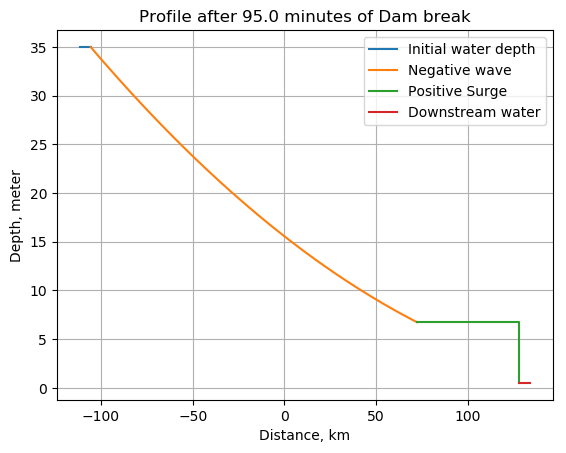 Profile after 95.0 minutes of Dam break
Depth, meter
35
30
25
20
15
10
5
0
Initial water depth
Negative wave
Positive Surge
Downstream water
−100
−50
0
50
100
Distance, km